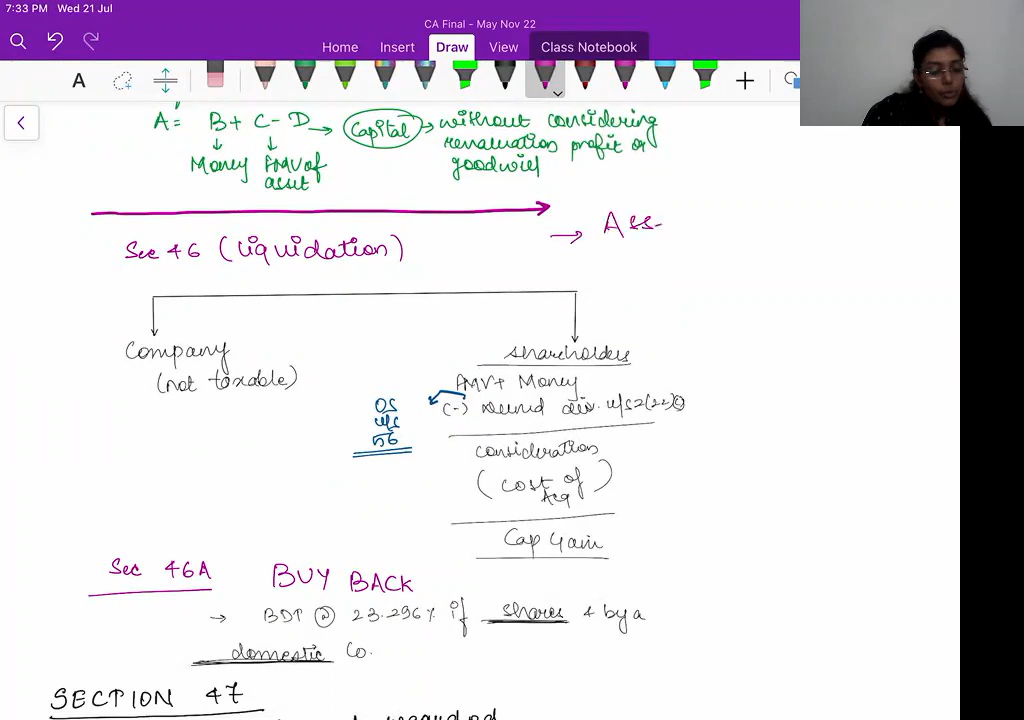 7:33 PM Wed 21 Jul
CA Final - May Nov 22
Home Insert Draw View Class Notebook
A
A = B + C - D → Capital → without considering
revaluation profit or
goodwill
Money FMV of
asset
Sec 46 (liquidation) → Ass-
Company
(not taxable)
Shareholders
FMV + Money
(-) Deemed div. u/s 2(22)(c)
OS
u/s
56
consideration
(cost of
Acq)
Cap Gain
Sec 46A BUY BACK
→ BDT @ 23.296% if shares & by a
domestic Co.
SECTION 47
regarded